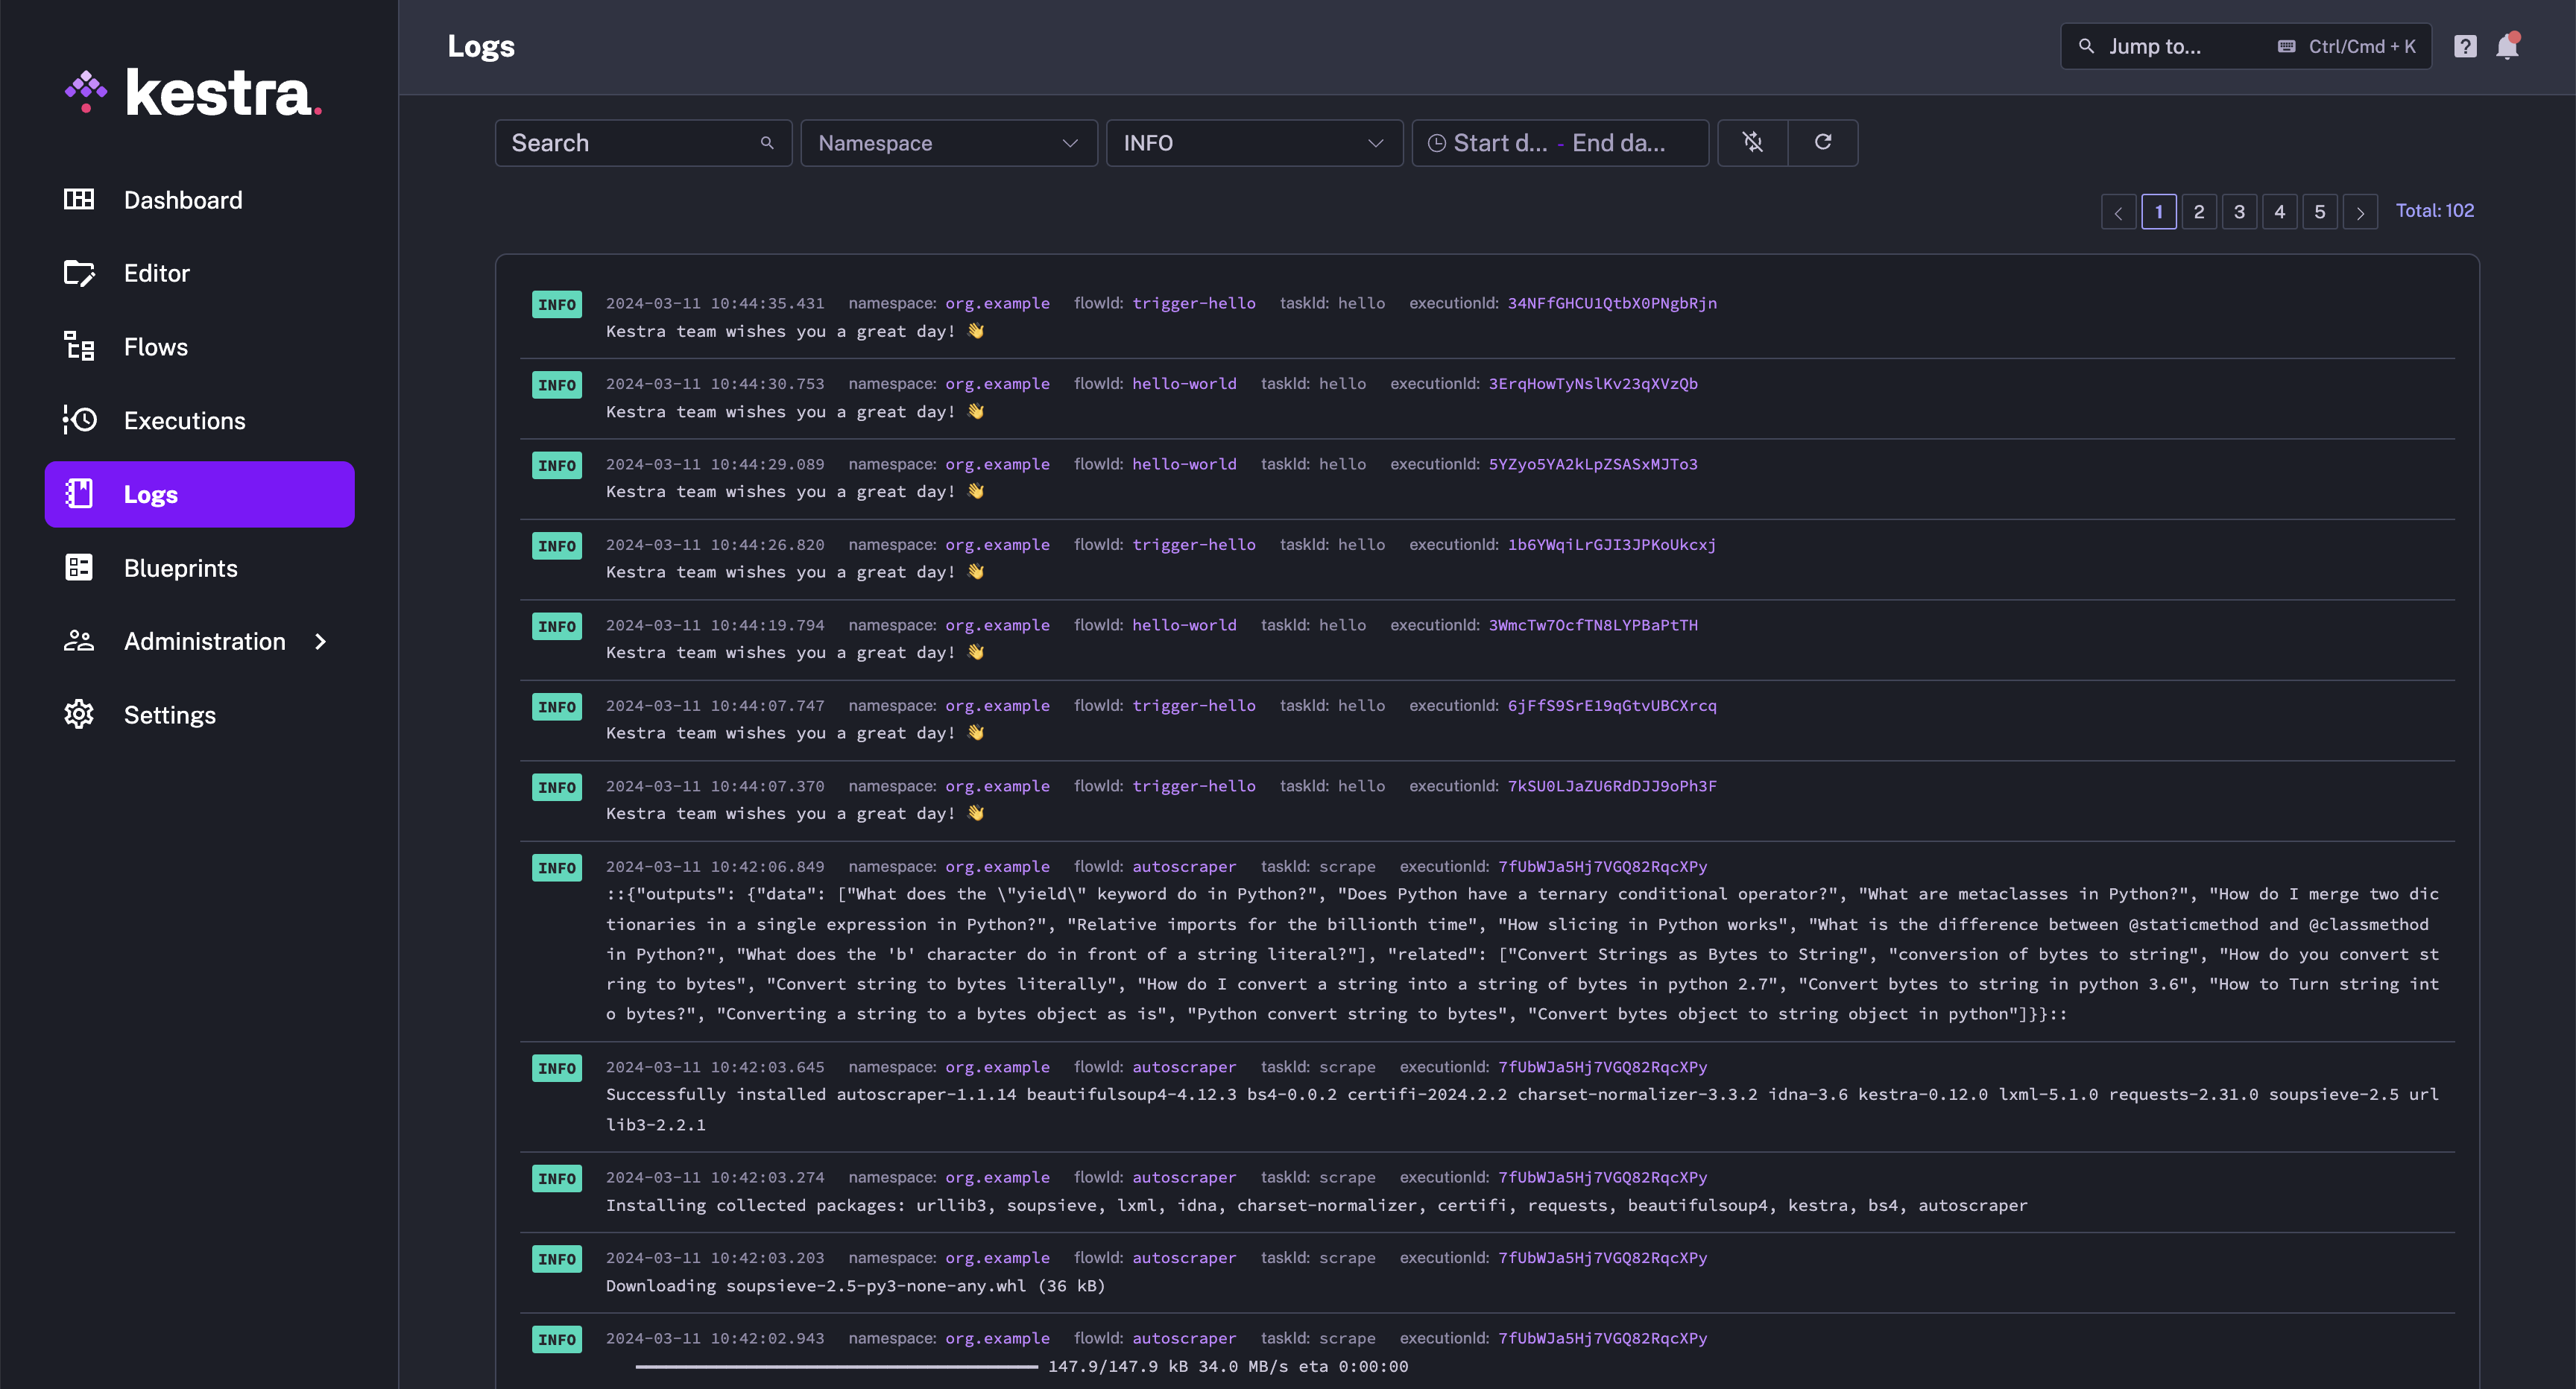 kestra.
Logs
Jump to...
Ctrl/Cmd + K
Dashboard
Editor
Flows
Executions
Logs
Blueprints
Administration
Settings
Search
Namespace
INFO
Start d... - End da...
1 2 3 4 5 Total: 102
INFO 2024-03-11 10:44:35.431 namespace: org.example flowId: trigger-hello taskId: hello executionId: 34NFfGHCU1QtbX0PNgbRjn
Kestra team wishes you a great day! 👋
INFO 2024-03-11 10:44:30.753 namespace: org.example flowId: hello-world taskId: hello executionId: 3ErqHowTyNslKv23qXVzQb
Kestra team wishes you a great day! 👋
INFO 2024-03-11 10:44:29.089 namespace: org.example flowId: hello-world taskId: hello executionId: 5YZyo5YA2kLpZSASxMJTo3
Kestra team wishes you a great day! 👋
INFO 2024-03-11 10:44:26.820 namespace: org.example flowId: trigger-hello taskId: hello executionId: 1b6YWqiLrGJI3JPKoUkcxj
Kestra team wishes you a great day! 👋
INFO 2024-03-11 10:44:19.794 namespace: org.example flowId: hello-world taskId: hello executionId: 3WmcTw7OcfTN8LYPBaPtTH
Kestra team wishes you a great day! 👋
INFO 2024-03-11 10:44:07.747 namespace: org.example flowId: trigger-hello taskId: hello executionId: 6jFfS9SrE19qGtvUBCXrcq
Kestra team wishes you a great day! 👋
INFO 2024-03-11 10:44:07.370 namespace: org.example flowId: trigger-hello taskId: hello executionId: 7kSU0LJaZU6RdDJJ9oPh3F
Kestra team wishes you a great day! 👋
INFO 2024-03-11 10:42:06.849 namespace: org.example flowId: autoscraper taskId: scrape executionId: 7fUbWJa5Hj7VGQ82RqcXPy
::{"outputs": {"data": ["What does the \"yield\" keyword do in Python?", "Does Python have a ternary conditional operator?", "What are metaclasses in Python?", "How do I merge two dic
tionaries in a single expression in Python?", "Relative imports for the billionth time", "How slicing in Python works", "What is the difference between @staticmethod and @classmethod
in Python?", "What does the 'b' character do in front of a string literal?"], "related": ["Convert Strings as Bytes to String", "conversion of bytes to string", "How do you convert st
ring to bytes", "Convert string to bytes literally", "How do I convert a string into a string of bytes in python 2.7", "Convert bytes to string in python 3.6", "How to Turn string int
o bytes?", "Converting a string to a bytes object as is", "Python convert string to bytes", "Convert bytes object to string object in python"]}}::
INFO 2024-03-11 10:42:03.645 namespace: org.example flowId: autoscraper taskId: scrape executionId: 7fUbWJa5Hj7VGQ82RqcXPy
Successfully installed autoscraper-1.1.14 beautifulsoup4-4.12.3 bs4-0.0.2 certifi-2024.2.2 charset-normalizer-3.3.2 idna-3.6 kestra-0.12.0 lxml-5.1.0 requests-2.31.0 soupsieve-2.5 url
lib3-2.2.1
INFO 2024-03-11 10:42:03.274 namespace: org.example flowId: autoscraper taskId: scrape executionId: 7fUbWJa5Hj7VGQ82RqcXPy
Installing collected packages: urllib3, soupsieve, lxml, idna, charset-normalizer, certifi, requests, beautifulsoup4, kestra, bs4, autoscraper
INFO 2024-03-11 10:42:03.203 namespace: org.example flowId: autoscraper taskId: scrape executionId: 7fUbWJa5Hj7VGQ82RqcXPy
Downloading soupsieve-2.5-py3-none-any.whl (36 kB)
INFO 2024-03-11 10:42:02.943 namespace: org.example flowId: autoscraper taskId: scrape executionId: 7fUbWJa5Hj7VGQ82RqcXPy
147.9/147.9 kB 34.0 MB/s eta 0:00:00